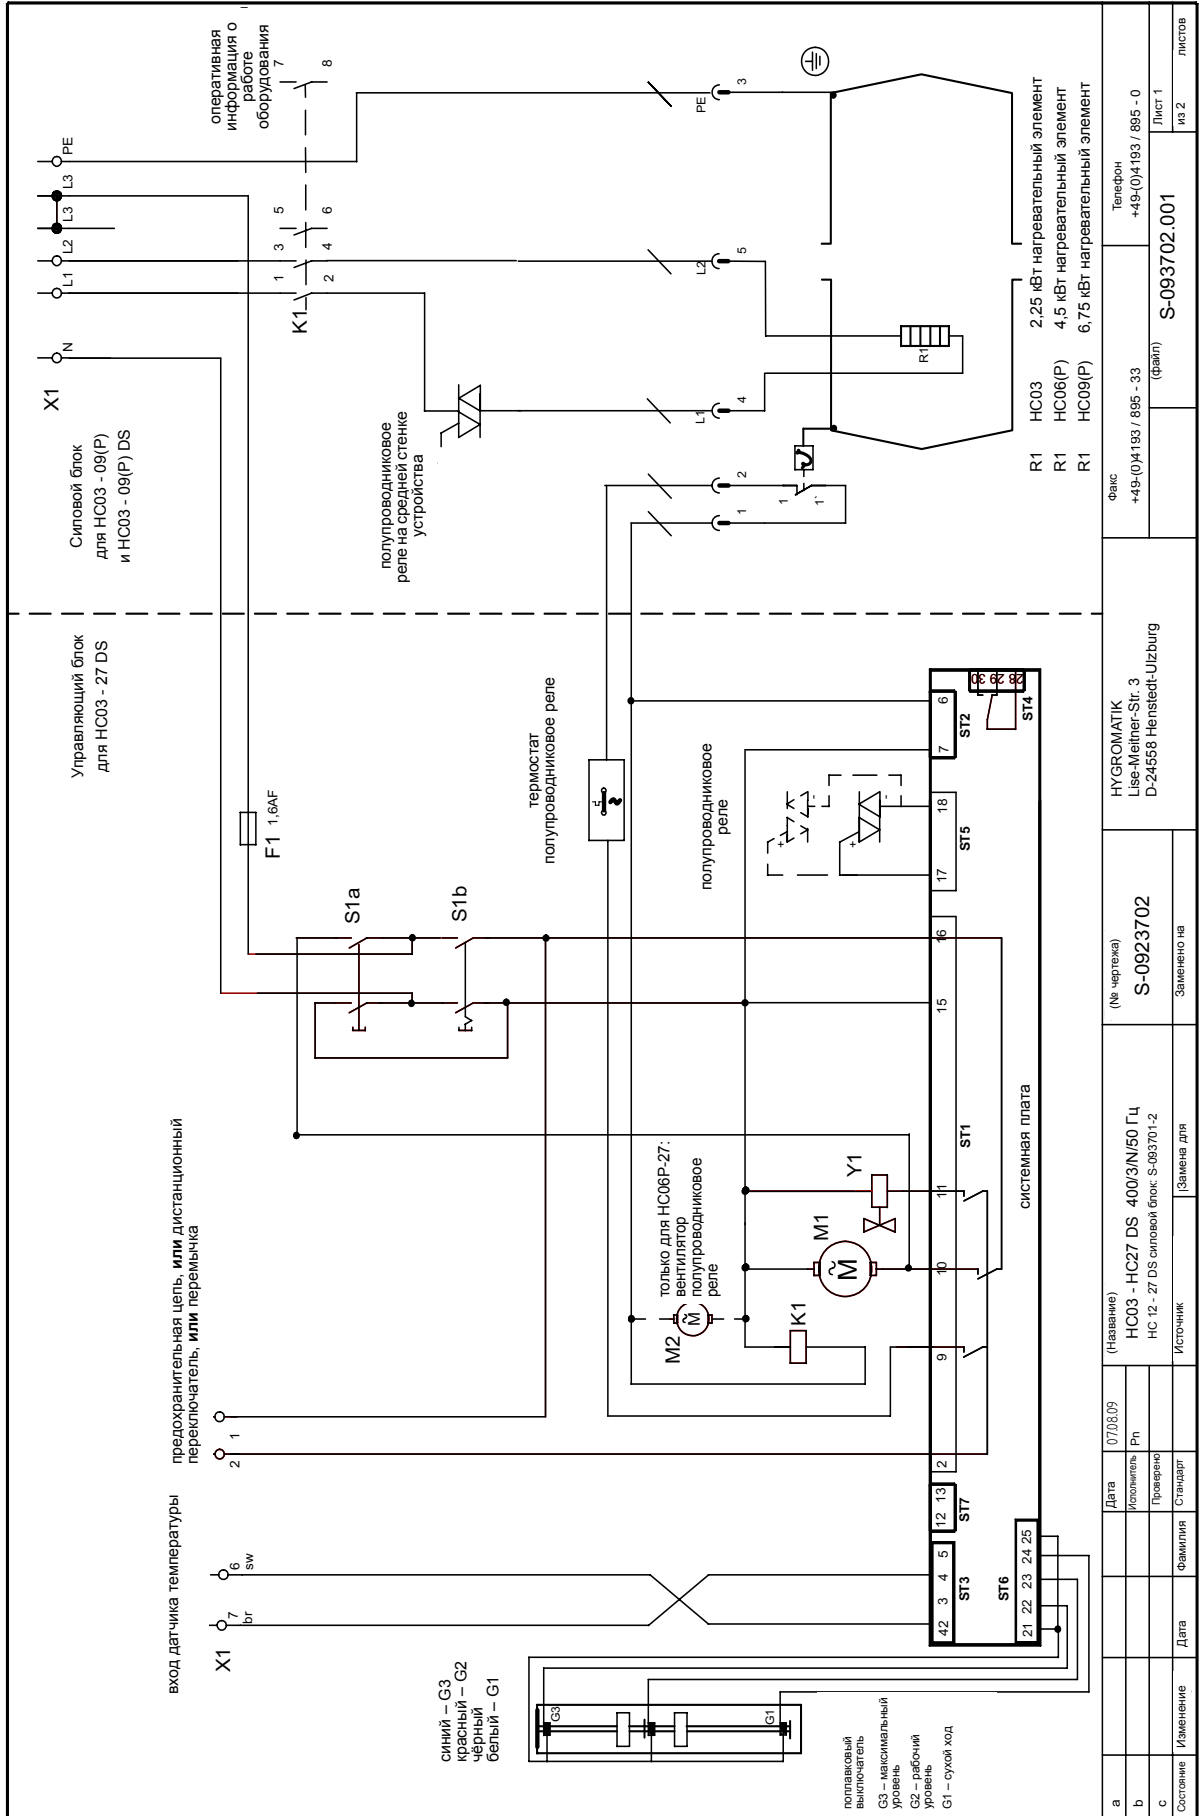 вход датчика температуры
X1
7
br
6
sw
предохранительная цепь, или дистанционный
переключатель, или перемычка
2
1
Управляющий блок
для HC03 - 27 DS
Силовой блок
для HC03 - 09(P)
и HC03 - 09(P) DS
X1
N
L1
L2
L3
L3
PE
оперативная
информация о
работе
оборудования
7
8
K1
1
2
3
4
5
6
F1
1,6AF
S1a
S1b
полупроводниковое
реле на средней стенке
устройства
термостат
полупроводниковое реле
полупроводниковое
реле
+
+
1
2
L1
4
L2
5
PE
3
1
1`
R1
R1 HC03 2,25 кВт нагревательный элемент
R1 HC06(P) 4,5 кВт нагревательный элемент
R1 HC09(P) 6,75 кВт нагревательный элемент
только для HC06P-27:
вентилятор
полупроводниковое
реле
M2
M
K1
M1
M
Y1
синий – G3
красный – G2
чёрный
белый – G1
G3
G1
поплавковый
выключатель
G3 – максимальный
уровень
G2 – рабочий
уровень
G1 – сухой ход
42 3 4 5
ST3
12 13
ST7
2
9
10
11
15
16
ST1
17
18
ST5
7
6
ST2
28 29 30
ST4
ST6
21 22 23 24 25
системная плата
a
b
c
Состояние
Изменение
Дата
Фамилия
Дата
07.08.09
Исполнитель
Pn
Проверено
Стандарт
(Название)
HC03 - HC27 DS 400/3/N/50 Гц
HC 12 - 27 DS силовой блок: S-093701-2
Источник
Замена для
(№ чертежа)
S-0923702
Заменено на
HYGROMATIK
Lise-Meitner-Str. 3
D-24558 Henstedt-Ulzburg
Факс
+49-(0)4193 / 895 - 33
Телефон
+49-(0)4193 / 895 - 0
(файл)
S-093702.001
Лист 1
из 2
листов